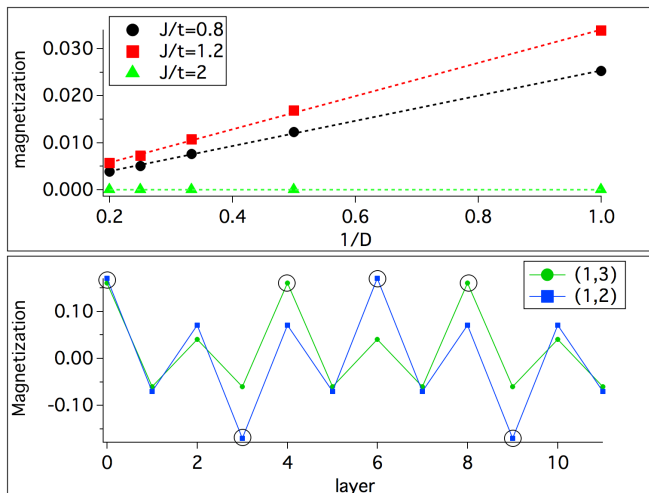 J/t=0.8
J/t=1.2
J/t=2
magnetization
0.030
0.020
0.010
0.000
0.2 0.4 0.6 0.8 1.0
1/D
(1,3)
(1,2)
Magnetization
0.10
0.00
-0.10
0 2 4 6 8 10
layer